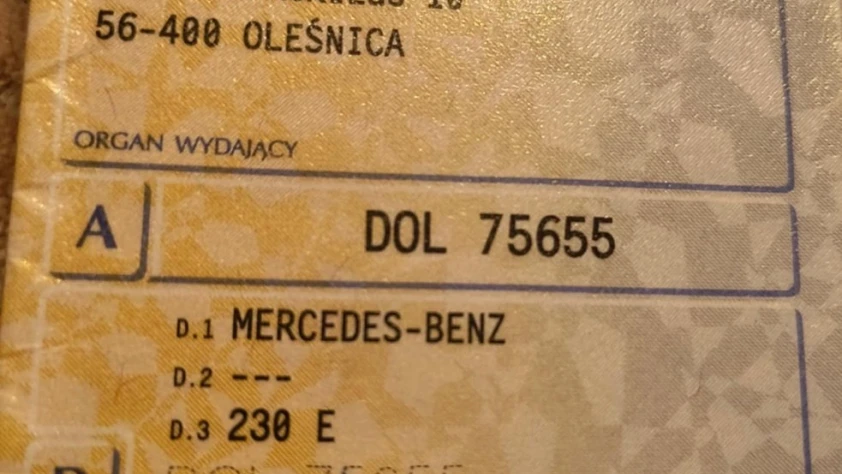 56-400 OLEŚNICA
ORGAN WYDAJĄCY
A DOL 75655
D.1 MERCEDES-BENZ
D.2 ---
D.3 230 E